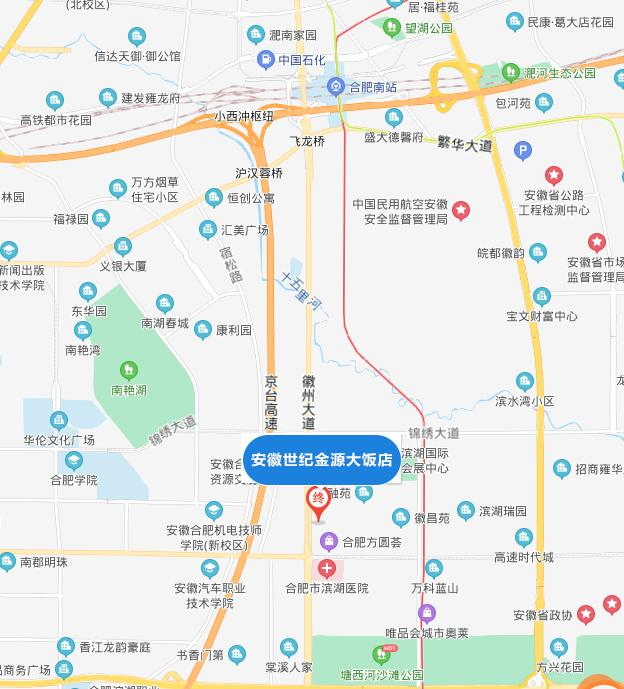 (北校区)
居·福桂苑
望湖公园
民康·葛大店花园
淝南家园
信达天御·御公馆
中国石化
合肥南站
淝河生态公园
包河苑
建发雍龙府
高铁都市花园
小西冲枢纽
飞龙桥
盛大德馨府
繁华大道
P
沪汉蓉桥
安徽省公路
工程检测中心
万方烟草
住宅小区
林园
恒创公寓
中国民用航空安徽
安全监督管理局
福禄园
汇美广场
宿松路
皖都徽韵
安徽省市场
监督管理局
义银大厦
新闻出版
技术学院
十五里河
东华园
南湖春城
康利园
宝文财富中心
南艳湾
南艳湖
京台高速
徽州大道
滨水湾小区
华伦文化广场
锦绣大道
锦绣大道
安徽世纪金源大饭店
滨湖国际
会展中心
合肥学院
安徽合
资源交
招商雍华
终
融苑
徽昌苑
滨湖瑞园
安徽合肥机电技师
学院(新校区)
合肥方圆荟
高速时代城
南郡明珠
安徽汽车职业
技术学院
合肥市滨湖医院
万科蓝山
唯品会城市奥莱
安徽省政协
香江龙韵豪庭
书香门第
棠溪人家
HOT
塘西河沙滩公园
方兴花园
品商务广场
合肥滨湖职业